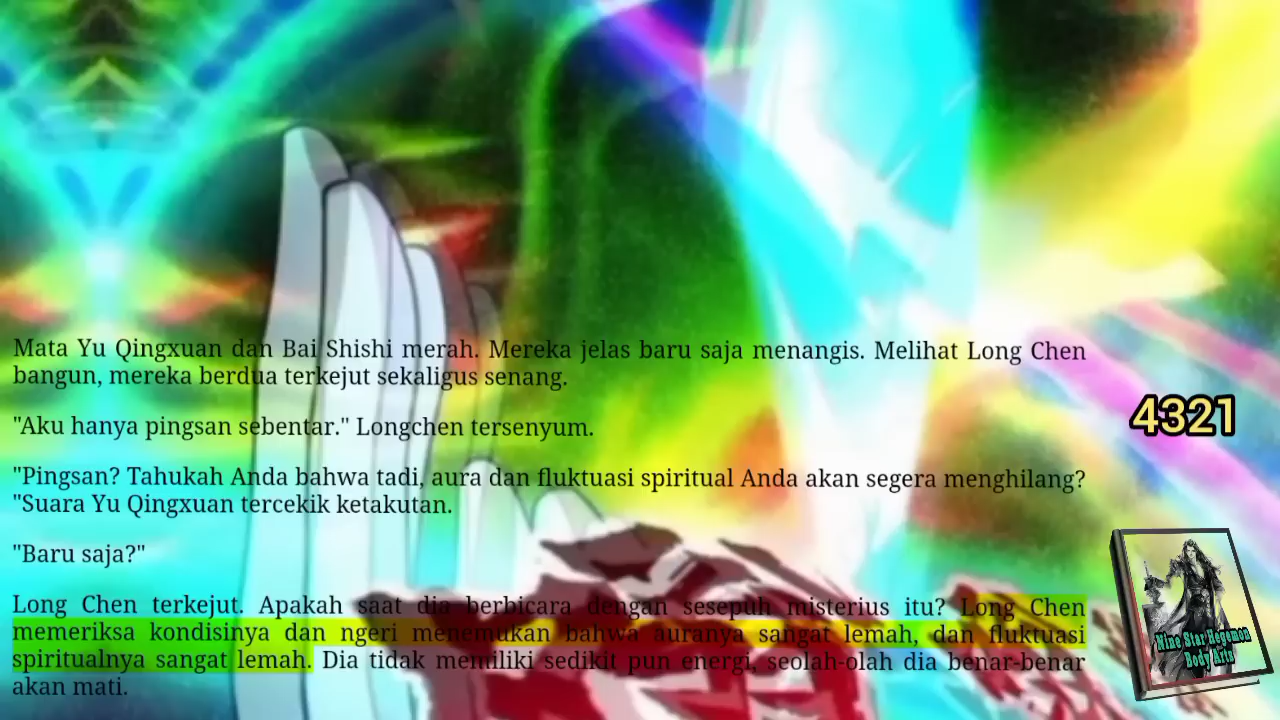 Mata Yu Qingxuan dan Bai Shishi merah. Mereka jelas baru saja menangis. Melihat Long Chen
bangun, mereka berdua terkejut sekaligus senang.
"Aku hanya pingsan sebentar." Longchen tersenyum.
"Pingsan? Tahukah Anda bahwa tadi, aura dan fluktuasi spiritual Anda akan segera menghilang?
"Suara Yu Qingxuan tercekik ketakutan.
"Baru saja?"
Long Chen terkejut. Apakah saat dia berbicara dengan sesepuh misterius itu? Long Chen
memeriksa kondisinya dan ngeri menemukan bahwa auranya sangat lemah, dan fluktuasi
spiritualnya sangat lemah. Dia tidak memiliki sedikit pun energi, seolah-olah dia benar-benar
akan mati.
4321
Nine Star Hegemon
Body Arts